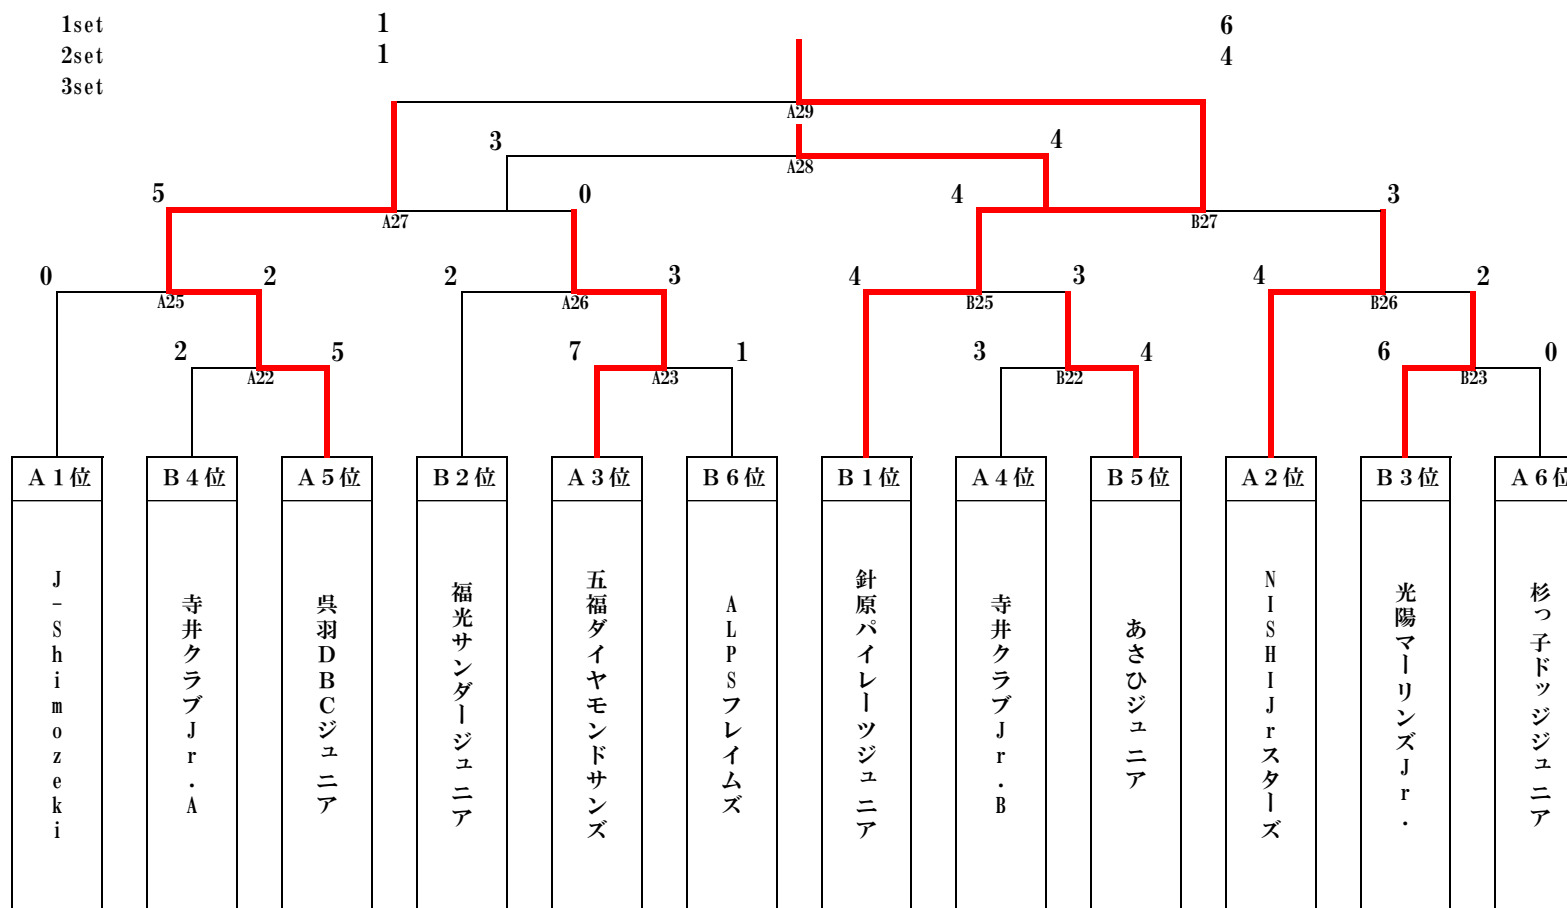 1set 1 6
2set 1 4
3set
A29
3 4
A28
5 0 4 3
A27 B27
0 2 2 3 4 3 4 2
A25 A26 B25 B26
2 5 7 1 3 4 6 0
A22 A23 B22 B23
A1位 B4位 A5位 B2位 A3位 B6位 B1位 A4位 B5位 A2位 B3位 A6位
J-Shimozeki
寺井クラブJr.A
呉羽DBCジュニア
福光サンダージュニア
五福ダイヤモンドサンズ
ALPSフレイムズ
針原パイレーツジュニア
寺井クラブJr.B
あさひジュニア
NISHIJrスターズ
光陽マーリンズJr.
杉っ子ドッジジュニア